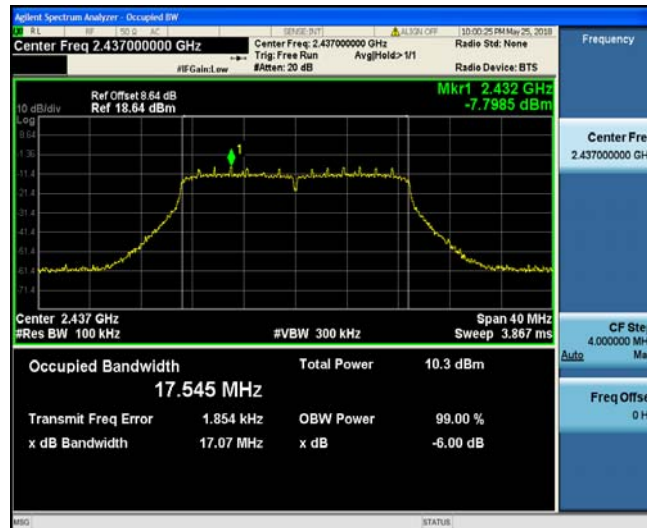 Agilent Spectrum Analyzer - Occupied BW
RL RF 50 Ω AC SENSE:INT ALIGN OFF 10:00:25 PM May 25, 2018
Center Freq 2.437000000 GHz
Center Freq: 2.437000000 GHz
Radio Std: None
Trig: Free Run Avg|Hold>1/1
#IFGain:Low
#Atten: 20 dB
Radio Device: BTS
Ref Offset 8.64 dB
Ref 18.64 dBm
Mkr1 2.432 GHz
-7.7985 dBm
10 dB/div
Log
8.64
-1.36
-11.4
-21.4
-31.4
-41.4
-51.4
-61.4
-71.4
1
Center 2.437 GHz
Span 40 MHz
#Res BW 100 kHz
#VBW 300 kHz
Sweep 3.867 ms
Occupied Bandwidth
17.545 MHz
Total Power 10.3 dBm
Transmit Freq Error 1.854 kHz
OBW Power 99.00 %
x dB Bandwidth 17.07 MHz
x dB -6.00 dB
Frequency
Center Fre
2.437000000 GH
CF Ste
4.000000 MH
Auto Ma
Freq Offse
0 H
MSG STATUS